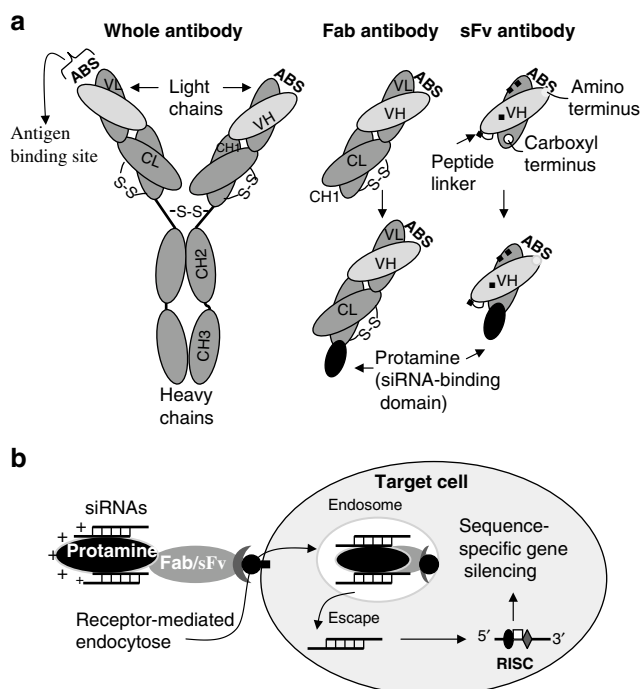 a
Whole antibody
Fab antibody
sFv antibody
ABS
VL
Light
chains
ABS
VH
CH1
CL
Antigen
binding site
S-S
-S-S-
S-S
CH2
CH3
Heavy
chains
ABS
VL
VH
CL
CH1
S-S
ABS
VH
Amino
terminus
Carboxyl
terminus
Peptide
linker
ABS
VL
VH
CL
S-S
ABS
VH
Protamine
(siRNA-binding
domain)
b
Target cell
siRNAs
+
+
+
+
+
+
Protamine
Fab/sFv
Endosome
Sequence-
specific gene
silencing
Receptor-mediated
endocytose
Escape
5′
3′
RISC